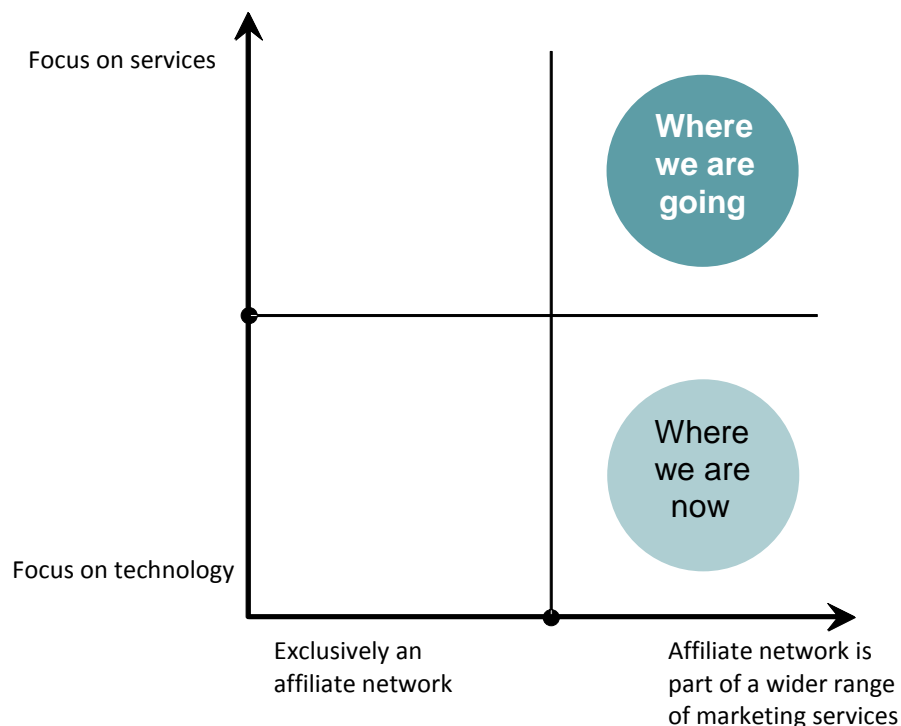 Focus on services
Where
we are
going
Where
we are
now
Focus on technology
Exclusively an
affiliate network
Affiliate network is
part of a wider range
of marketing services